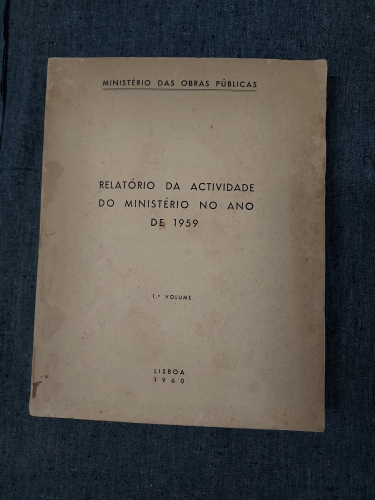 MINISTÉRIO DAS OBRAS PÚBLICAS
RELATÓRIO DA ACTIVIDADE
DO MINISTÉRIO NO ANO
DE 1959
1.º VOLUME
LISBOA
1960